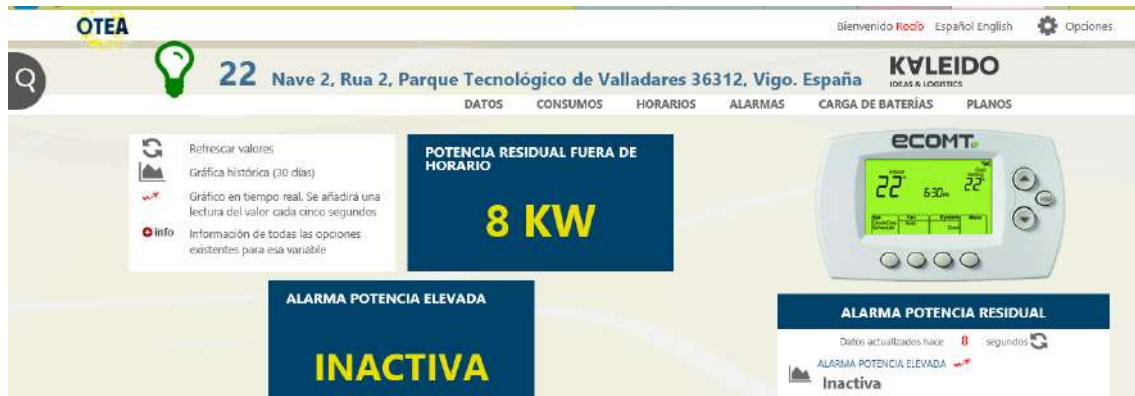 OTEA
Bienvenido Rocío Español English Opciones
22 Nave 2, Rua 2, Parque Tecnológico de Valladares 36312, Vigo. España
KALEIDO
IDEAS & LOGISTICS
DATOS CONSUMOS HORARIOS ALARMAS CARGA DE BATERÍAS PLANOS
Refrescar valores
Gráfica histórica (30 días)
Gráfico en tiempo real. Se añadirá una
lectura del valor cada cinco segundos
info Información de todas las opciones
existentes para esa variable
POTENCIA RESIDUAL FUERA DE
HORARIO
8 KW
ALARMA POTENCIA ELEVADA
INACTIVA
ecomt
22° 6:30 22°
ALARMA POTENCIA RESIDUAL
Datos actualizados hace 8 segundos
ALARMA POTENCIA ELEVADA
Inactiva